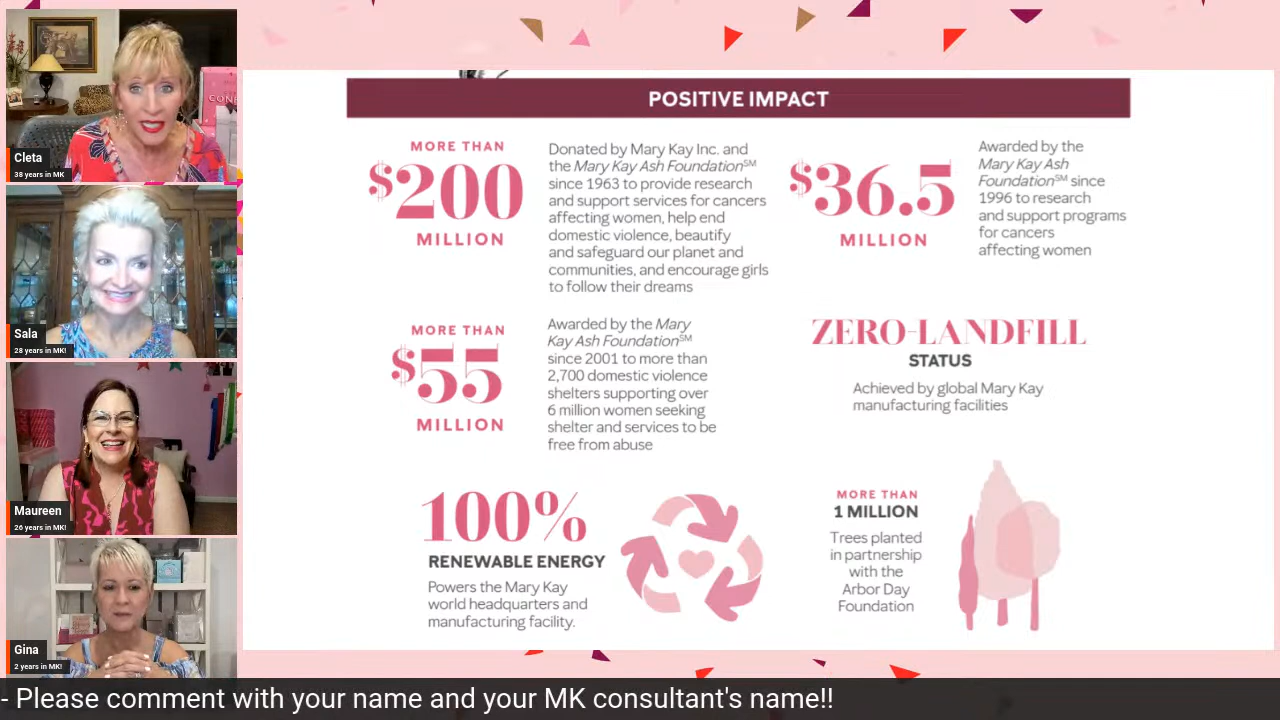 Cleta
38 years in MK
Sala
28 years in MK!
Maureen
26 years in MK!
Gina
2 years in MK!
POSITIVE IMPACT
MORE THAN
$200
MILLION
Donated by Mary Kay Inc. and
the Mary Kay Ash Foundation℠
since 1963 to provide research
and support services for cancers
affecting women, help end
domestic violence, beautify
and safeguard our planet and
communities, and encourage girls
to follow their dreams
$36.5
MILLION
Awarded by the
Mary Kay Ash
Foundation℠ since
1996 to research
and support programs
for cancers
affecting women
MORE THAN
$55
MILLION
Awarded by the Mary
Kay Ash Foundation℠
since 2001 to more than
2,700 domestic violence
shelters supporting over
6 million women seeking
shelter and services to be
free from abuse
ZERO-LANDFILL
STATUS
Achieved by global Mary Kay
manufacturing facilities
100%
RENEWABLE ENERGY
Powers the Mary Kay
world headquarters and
manufacturing facility.
MORE THAN
1 MILLION
Trees planted
in partnership
with the
Arbor Day
Foundation
- Please comment with your name and your MK consultant's name!!